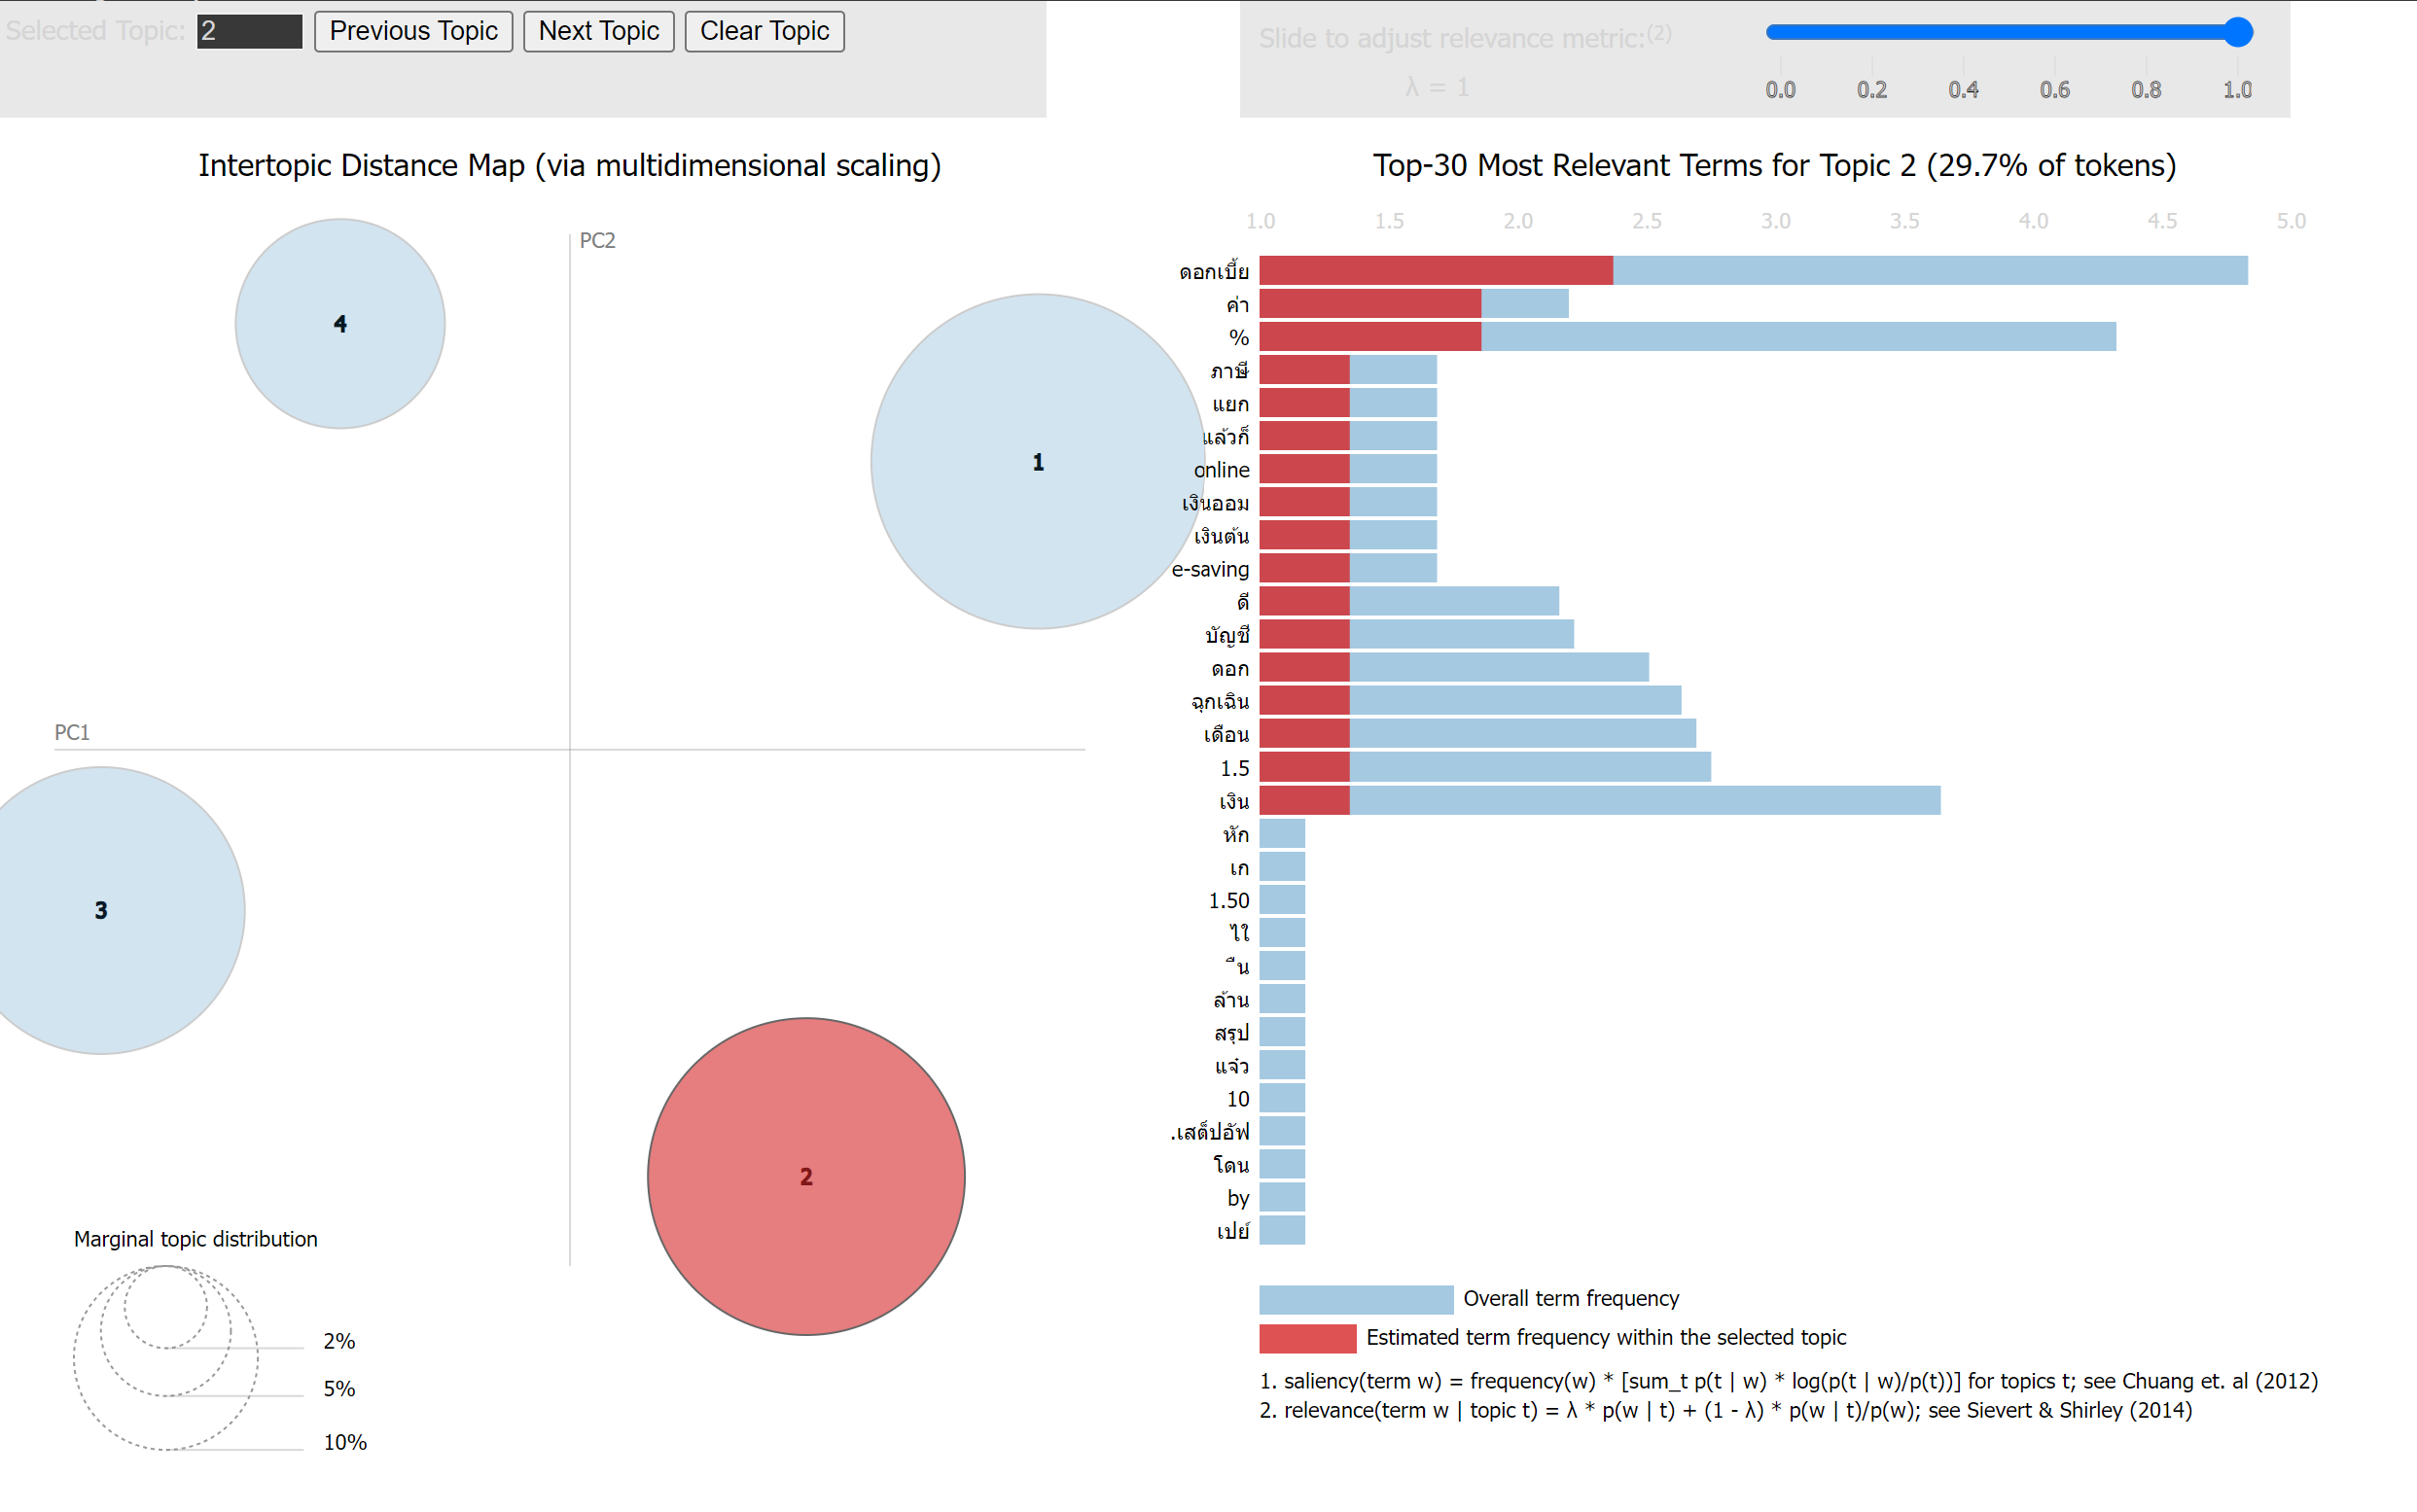 Selected Topic: 2 Previous Topic Next Topic Clear Topic
Slide to adjust relevance metric:(2)
λ = 1
0.0 0.2 0.4 0.6 0.8 1.0
Intertopic Distance Map (via multidimensional scaling)
PC2
PC1
4
1
3
2
Marginal topic distribution
2%
5%
10%
Top-30 Most Relevant Terms for Topic 2 (29.7% of tokens)
1.0 1.5 2.0 2.5 3.0 3.5 4.0 4.5 5.0
ดอกเบี้ย
ค่า
%
ภาษี
แยก
แล้วก็
online
เงินออม
เงินต้น
e-saving
ดี
บัญชี
ดอก
ฉุกเฉิน
เดือน
1.5
เงิน
หัก
เก
1.50
ไใ
ืน
ล้าน
สรุป
แจ๋ว
10
.เสต็ปอัฟ
โดน
by
เปย์
Overall term frequency
Estimated term frequency within the selected topic
1. saliency(term w) = frequency(w) * [sum_t p(t | w) * log(p(t | w)/p(t))] for topics t; see Chuang et. al (2012)
2. relevance(term w | topic t) = λ * p(w | t) + (1 - λ) * p(w | t)/p(w); see Sievert & Shirley (2014)